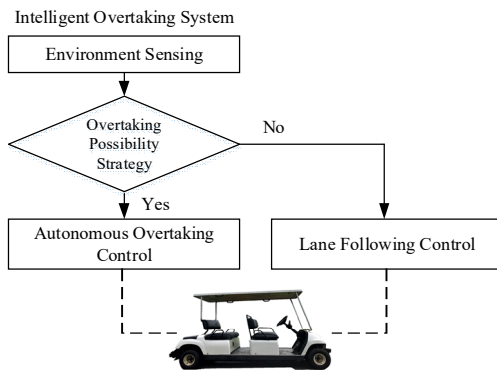 Intelligent Overtaking System
Environment Sensing
Overtaking
Possibility
Strategy
No
Yes
Autonomous Overtaking
Control
Lane Following Control